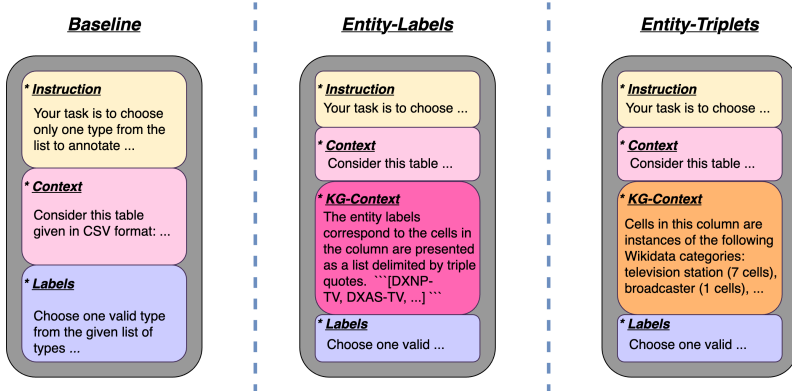 Baseline
* Instruction
Your task is to choose
only one type from the
list to annotate ...
* Context
Consider this table
given in CSV format: ...
* Labels
Choose one valid type
from the given list of
types ...
Entity-Labels
* Instruction
Your task is to choose ...
* Context
Consider this table ...
* KG-Context
The entity labels
correspond to the cells in
the column are presented
as a list delimited by triple
quotes. ```[DXNP-
TV, DXAS-TV, ...] ```
* Labels
Choose one valid ...
Entity-Triplets
* Instruction
Your task is to choose ...
* Context
Consider this table ...
* KG-Context
Cells in this column are
instances of the following
Wikidata categories:
television station (7 cells),
broadcaster (1 cells), ...
* Labels
Choose one valid ...